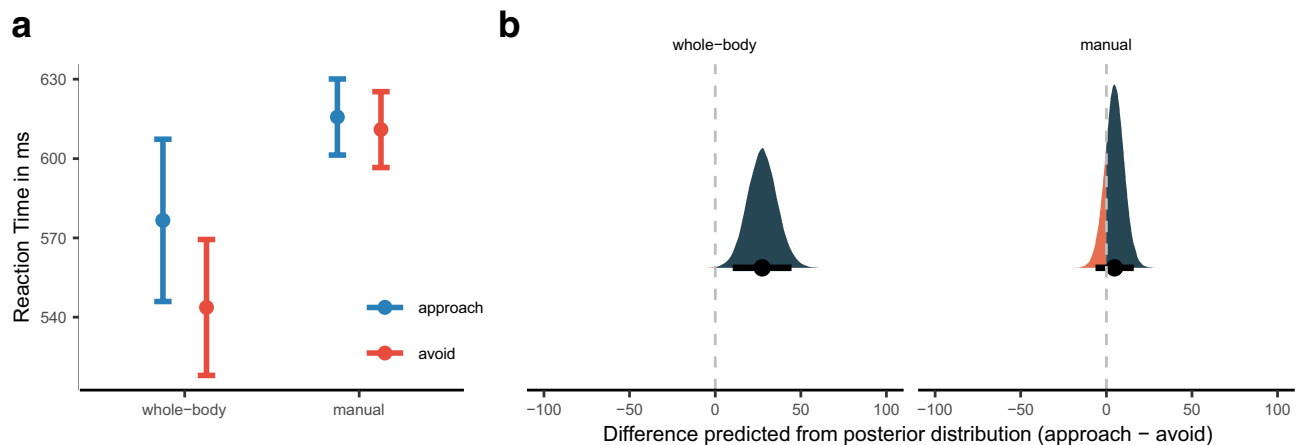 a
Reaction Time in ms
630
600
570
540
approach
avoid
whole−body
manual
b
whole−body
manual
−100
−50
0
50
100
−100
−50
0
50
100
Difference predicted from posterior distribution (approach − avoid)